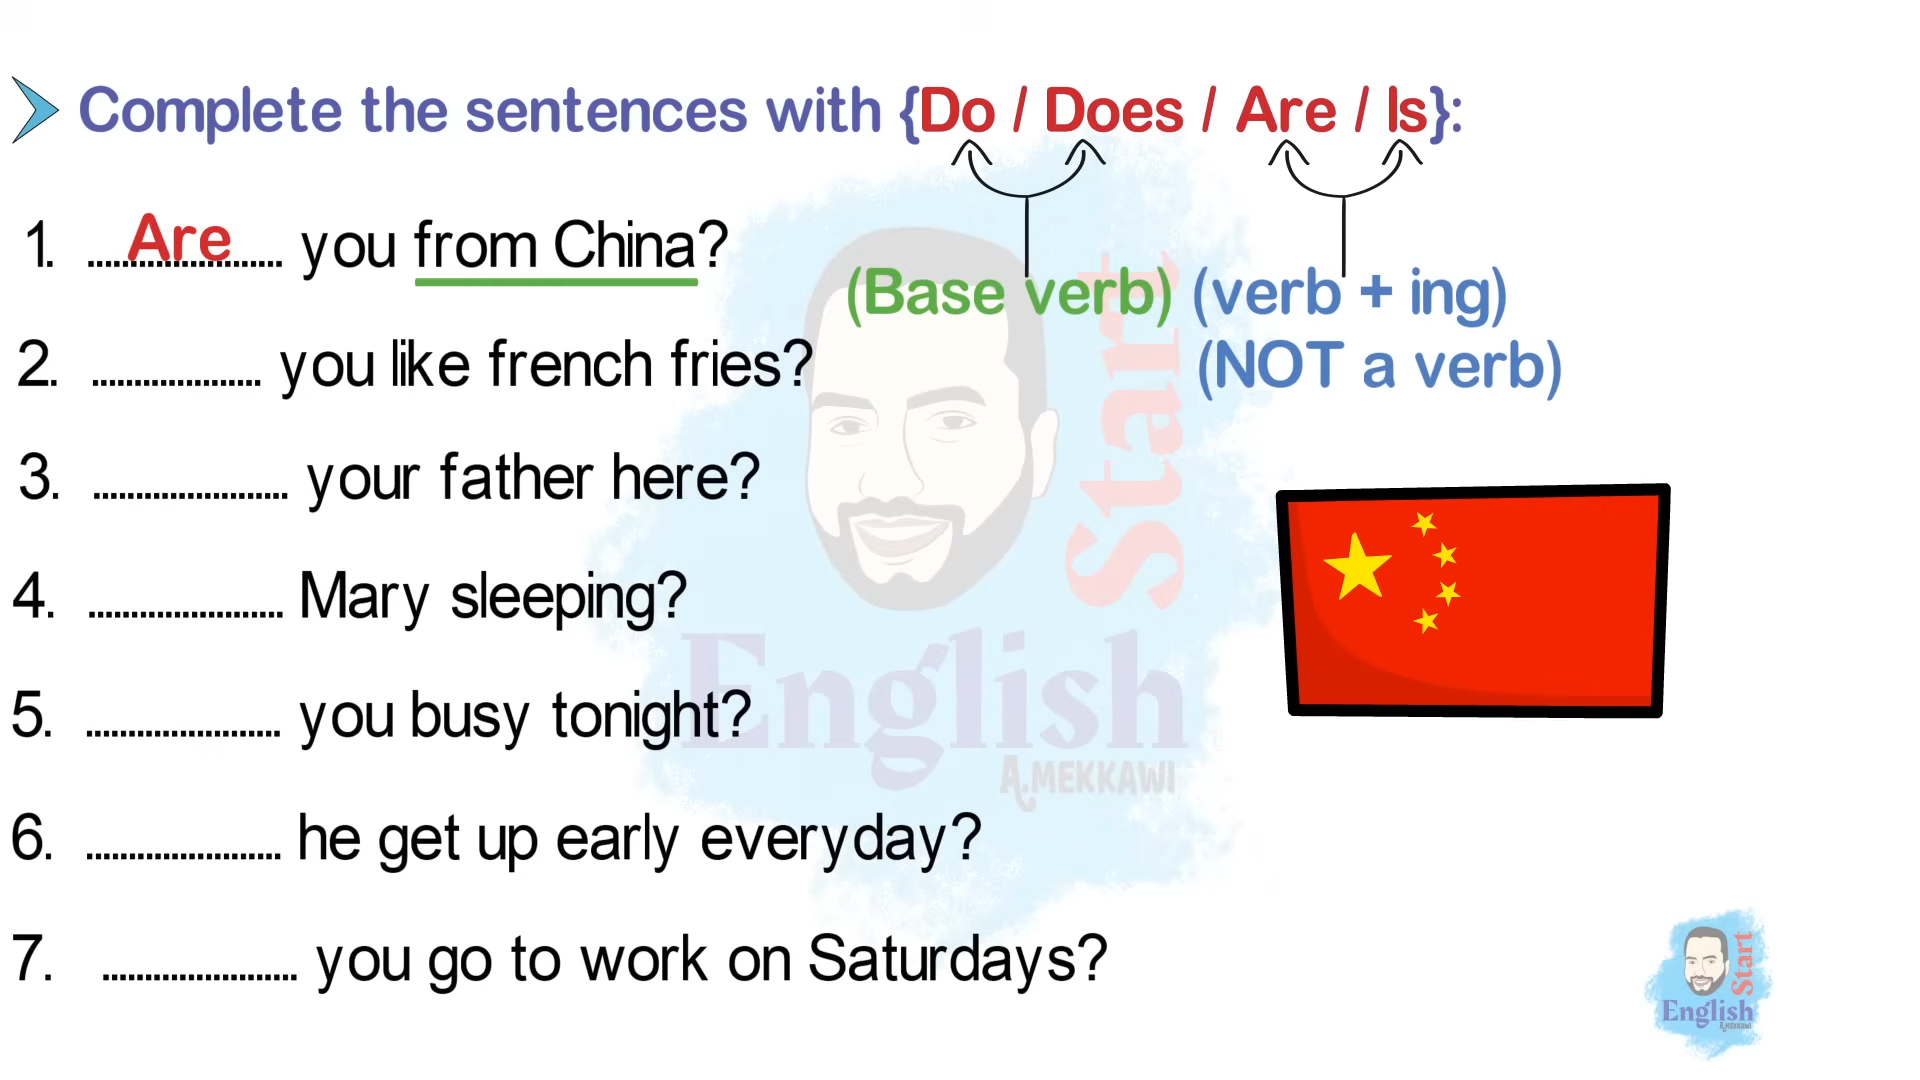 Complete the sentences with {Do / Does / Are / Is}:
1. .......Are....... you from China?
(Base verb) (verb + ing)
(NOT a verb)
2. .................... you like french fries?
3. ....................... your father here?
4. ....................... Mary sleeping?
5. ....................... you busy tonight?
6. ....................... he get up early everyday?
7. ....................... you go to work on Saturdays?
Start
English
A.MEKKAWI
Start
English
A.MEKKAWI